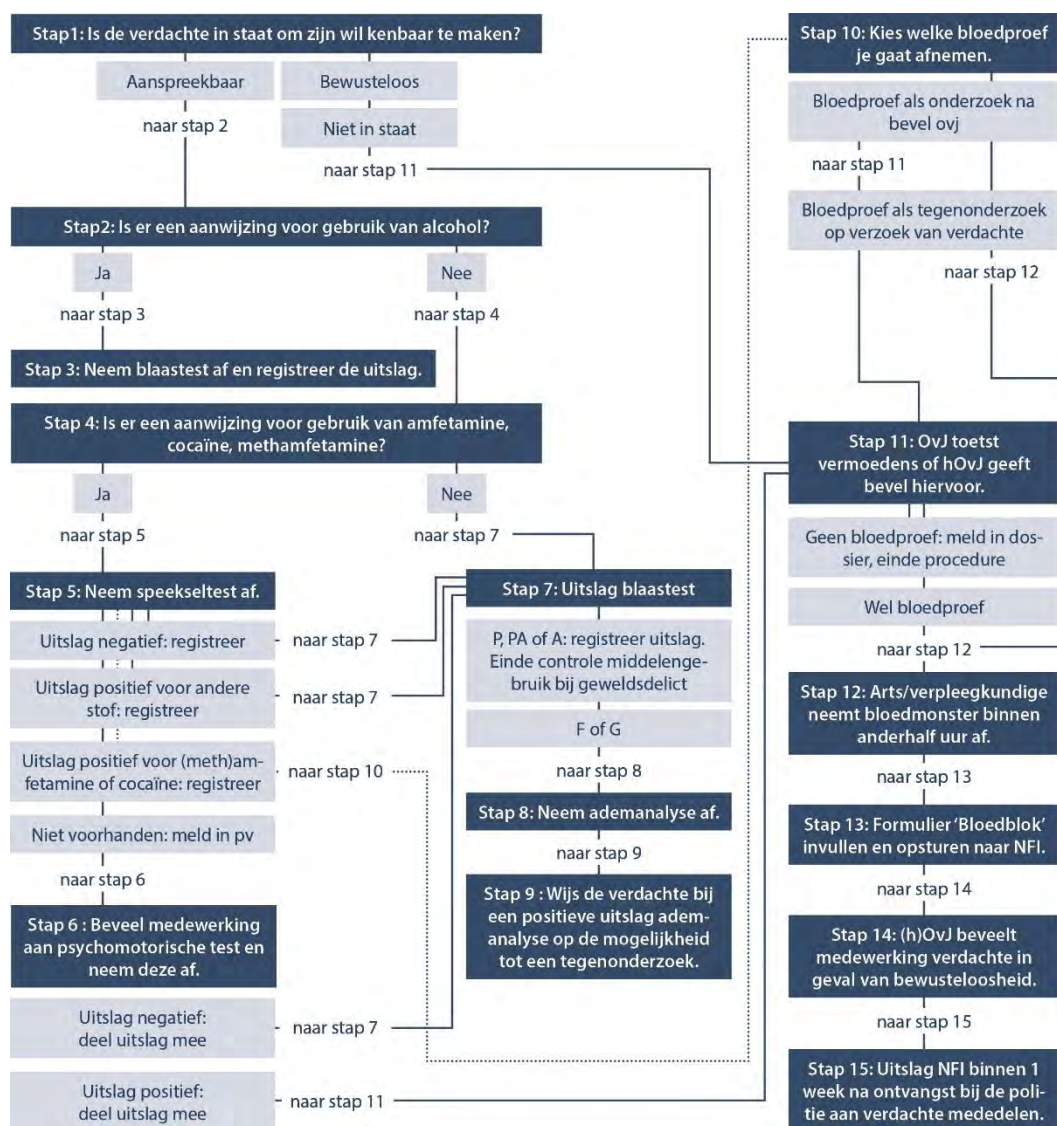 Stap1: Is de verdachte in staat om zijn wil kenbaar te maken?
Aanspreekbaar
Bewusteloos
naar stap 2
Niet in staat
naar stap 11
Stap2: Is er een aanwijzing voor gebruik van alcohol?
Ja
Nee
naar stap 3
naar stap 4
Stap 3: Neem blaastest af en registreer de uitslag.
Stap 4: Is er een aanwijzing voor gebruik van amfetamine,
cocaïne, methamfetamine?
Ja
Nee
naar stap 5
naar stap 7
Stap 5: Neem speekseltest af.
Uitslag negatief: registreer
naar stap 7
Uitslag positief voor andere
stof: registreer
naar stap 7
Uitslag positief voor (meth)am-
fetamine of cocaïne: registreer
naar stap 10
Niet voorhanden: meld in pv
naar stap 6
Stap 6 : Beveel medewerking
aan psychomotorische test en
neem deze af.
Uitslag negatief:
deel uitslag mee
naar stap 7
Uitslag positief:
deel uitslag mee
naar stap 11
Stap 7: Uitslag blaastest
P, PA of A: registreer uitslag.
Einde controle middelenge-
bruik bij geweldsdelict
F of G
naar stap 8
Stap 8: Neem ademanalyse af.
naar stap 9
Stap 9 : Wijs de verdachte bij
een positieve uitslag adem-
analyse op de mogelijkheid
tot een tegenonderzoek.
Stap 10: Kies welke bloedproef
je gaat afnemen.
Bloedproef als onderzoek na
bevel ovj
naar stap 11
Bloedproef als tegenonderzoek
op verzoek van verdachte
naar stap 12
Stap 11: OvJ toetst
vermoedens of hOvJ geeft
bevel hiervoor.
Geen bloedproef: meld in dos-
sier, einde procedure
Wel bloedproef
naar stap 12
Stap 12: Arts/verpleegkundige
neemt bloedmonster binnen
anderhalf uur af.
naar stap 13
Stap 13: Formulier ‘Bloedblok’
invullen en opsturen naar NFI.
naar stap 14
Stap 14: (h)OvJ beveelt
medewerking verdachte in
geval van bewusteloosheid.
naar stap 15
Stap 15: Uitslag NFI binnen 1
week na ontvangst bij de poli-
tie aan verdachte mededelen.